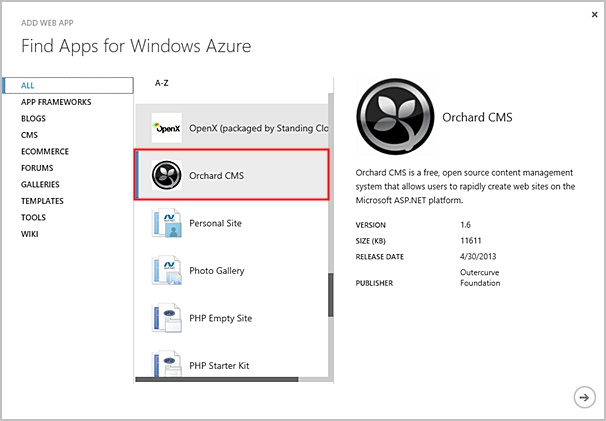 ADD WEB APP
Find Apps for Windows Azure
ALL
APP FRAMEWORKS
BLOGS
CMS
ECOMMERCE
FORUMS
GALLERIES
TEMPLATES
TOOLS
WIKI
A-Z
OpenX
OpenX (packaged by Standing Clo
Orchard CMS
Personal Site
Photo Gallery
PHP Empty Site
PHP Starter Kit
Orchard CMS
Orchard CMS is a free, open source content management
system that allows users to rapidly create web sites on the
Microsoft ASP.NET platform.
VERSION 1.6
SIZE (KB) 11611
RELEASE DATE 4/30/2013
PUBLISHER Outercurve
Foundation